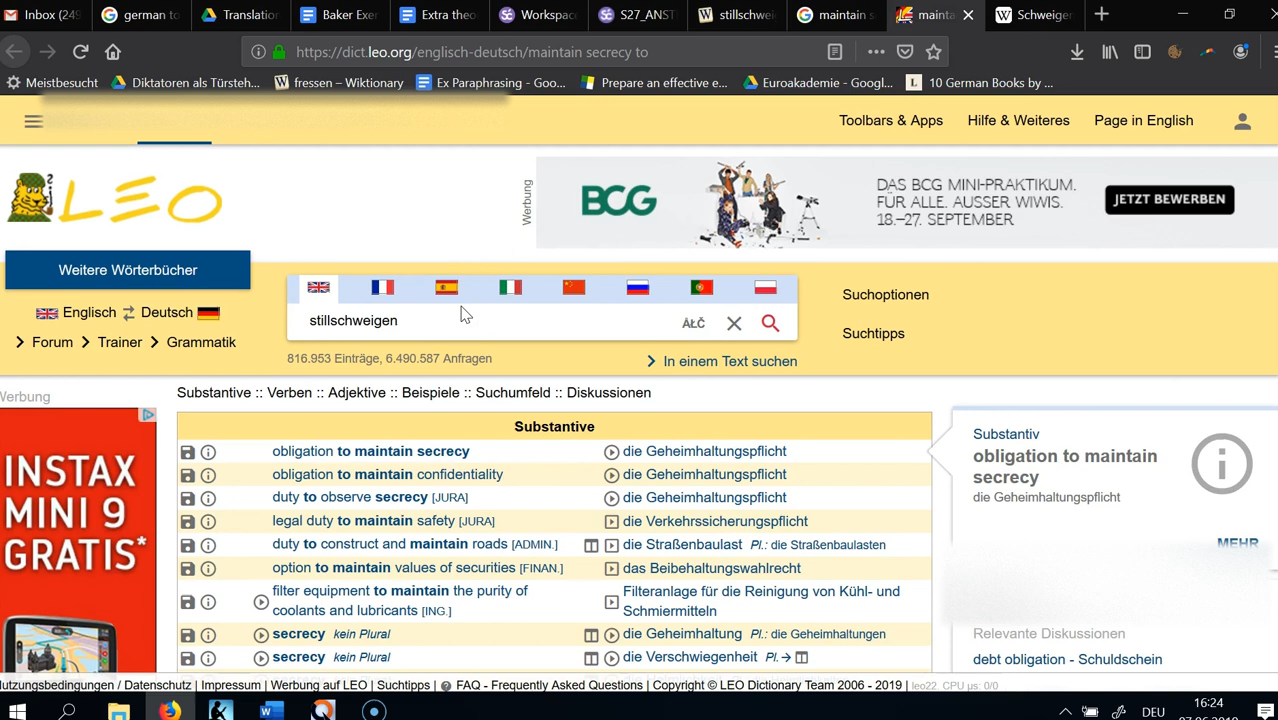 Inbox (249
german to
Translation
Baker Exer
Extra theo
Workspace
S27_ANST
stillschwei
maintain s
mainta
Schweiger
https://dict.leo.org/englisch-deutsch/maintain secrecy to
Meistbesucht
Diktatoren als Türsteh...
fressen – Wiktionary
Ex Paraphrasing - Goo...
Prepare an effective e...
Euroakademie - Googl...
10 German Books by ...
Toolbars & Apps
Hilfe & Weiteres
Page in English
LEO
Werbung
BCG
DAS BCG MINI-PRAKTIKUM.
FÜR ALLE. AUSSER WIWIS.
18.–27. SEPTEMBER
JETZT BEWERBEN
Weitere Wörterbücher
Englisch Deutsch
Forum Trainer Grammatik
stillschweigen
ÀŁČ
Suchoptionen
Suchtipps
816.953 Einträge, 6.490.587 Anfragen
In einem Text suchen
Werbung
Substantive :: Verben :: Adjektive :: Beispiele :: Suchumfeld :: Diskussionen
Substantive
obligation to maintain secrecy die Geheimhaltungspflicht
obligation to maintain confidentiality die Geheimhaltungspflicht
duty to observe secrecy [JURA] die Geheimhaltungspflicht
legal duty to maintain safety [JURA] die Verkehrssicherungspflicht
duty to construct and maintain roads [ADMIN.] die Straßenbaulast Pl.: die Straßenbaulasten
option to maintain values of securities [FINAN.] das Beibehaltungswahlrecht
filter equipment to maintain the purity of Filteranlage für die Reinigung von Kühl- und
coolants and lubricants [ING.] Schmiermitteln
secrecy kein Plural die Geheimhaltung Pl.: die Geheimhaltungen
secrecy kein Plural die Verschwiegenheit Pl.→
Substantiv
obligation to maintain
secrecy
die Geheimhaltungspflicht
MEHR
Relevante Diskussionen
debt obligation - Schuldschein
INSTAX
MINI 9
GRATIS*
utzungsbedingungen / Datenschutz | Impressum | Werbung auf LEO | Suchtipps | FAQ - Frequently Asked Questions | Copyright © LEO Dictionary Team 2006 - 2019 | leo22, CPU µs: 0/0
DEU
16:24